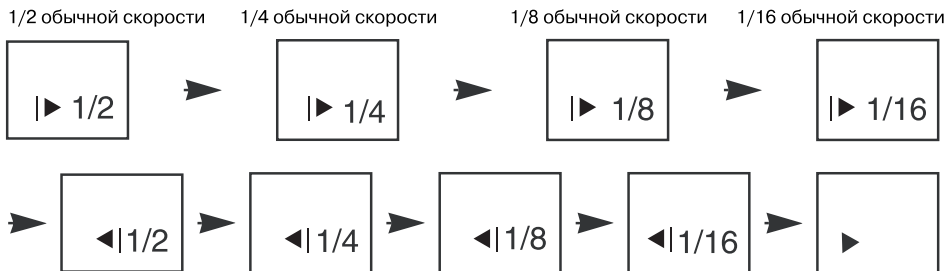 1/2 обычной скорости 1/4 обычной скорости 1/8 обычной скорости 1/16 обычной скорости
1/2 1/4 1/8 1/16
1/2 1/4 1/8 1/16